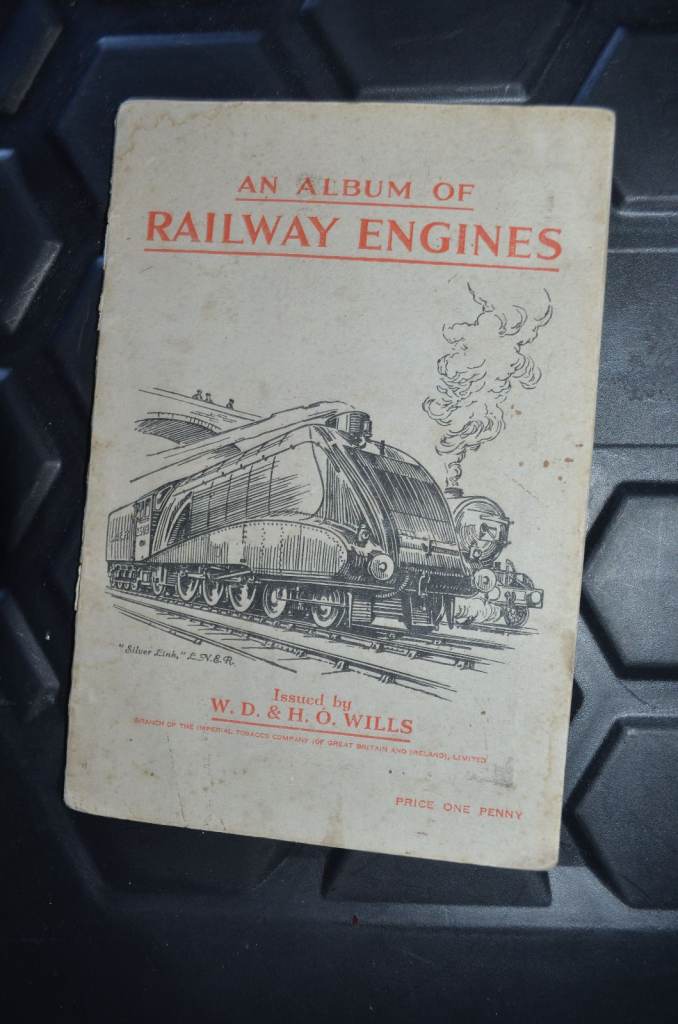 AN ALBUM OF
RAILWAY ENGINES
"Silver Link," L.N.E.R.
Issued by
W. D. & H. O. WILLS
BRANCH OF THE IMPERIAL TOBACCO COMPANY (OF GREAT BRITAIN AND IRELAND), LIMITED
PRICE ONE PENNY